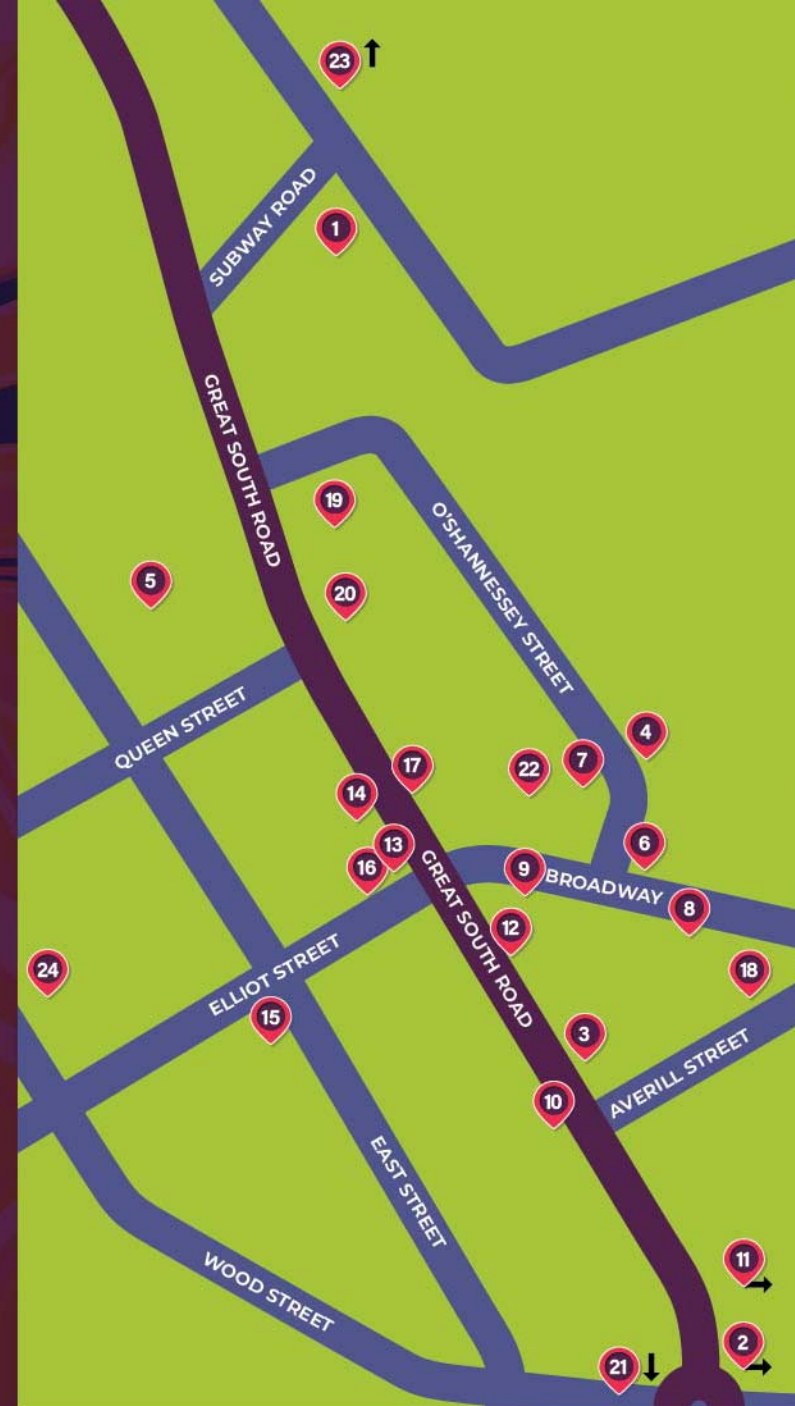 23
SUBWAY ROAD
1
GREAT SOUTH ROAD
19
O'SHANNESSEY STREET
5
20
QUEEN STREET
4
17
22
7
14
13
6
16
9
BROADWAY
GREAT SOUTH ROAD
8
12
24
ELLIOT STREET
18
15
3
AVERILL STREET
10
EAST STREET
11
WOOD STREET
2
21